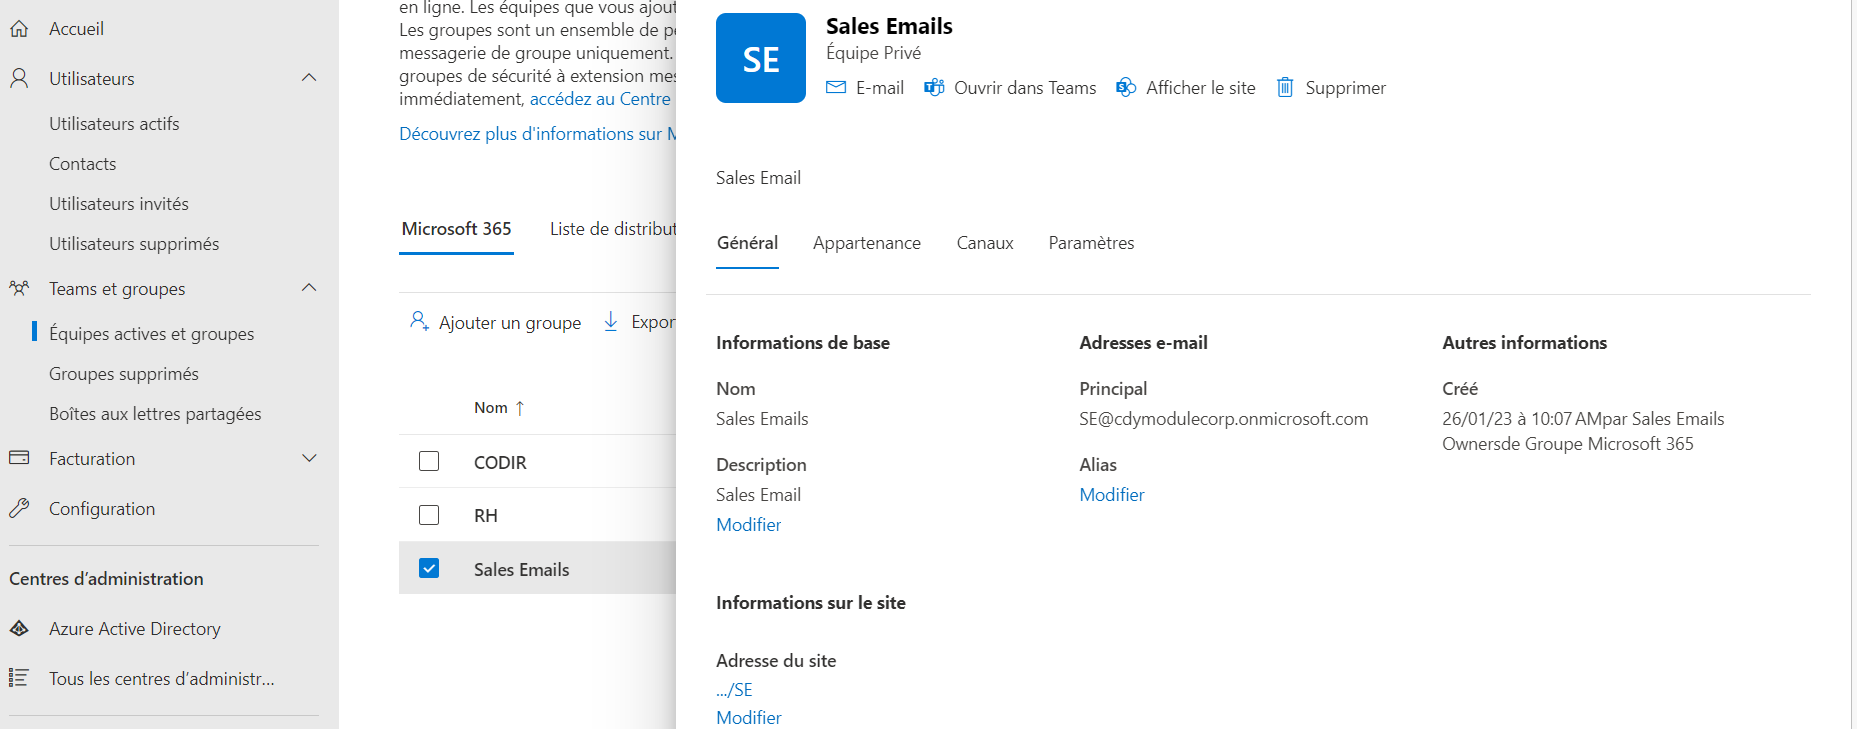 Accueil
Utilisateurs
Utilisateurs actifs
Contacts
Utilisateurs invités
Utilisateurs supprimés
Teams et groupes
Équipes actives et groupes
Groupes supprimés
Boîtes aux lettres partagées
Facturation
Configuration
Centres d’administration
Azure Active Directory
Tous les centres d’administr...
en ligne. Les équipes que vous ajout
Les groupes sont un ensemble de pe
messagerie de groupe uniquement.
groupes de sécurité à extension mes
immédiatement, accédez au Centre
Découvrez plus d'informations sur M
Microsoft 365
Liste de distribut
Ajouter un groupe
Expor
Nom ↑
CODIR
RH
Sales Emails
SE
Sales Emails
Équipe Privé
E-mail
Ouvrir dans Teams
Afficher le site
Supprimer
Sales Email
Général
Appartenance
Canaux
Paramètres
Informations de base
Nom
Sales Emails
Description
Sales Email
Modifier
Adresses e-mail
Principal
SE@cdymodulecorp.onmicrosoft.com
Alias
Modifier
Autres informations
Créé
26/01/23 à 10:07 AMpar Sales Emails
Ownersde Groupe Microsoft 365
Informations sur le site
Adresse du site
.../SE
Modifier